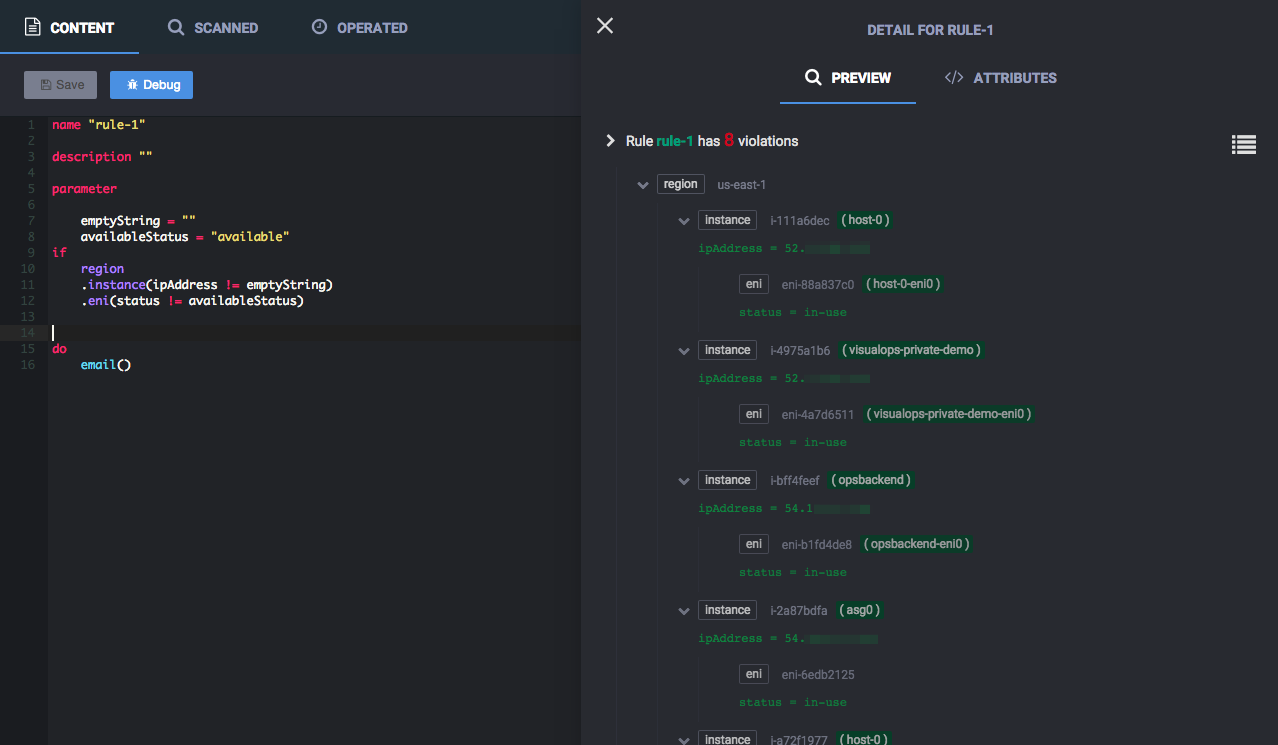 CONTENT SCANNED OPERATED
Save Debug
1 name "rule-1"
2
3 description ""
4
5 parameter
6
7 emptyString = ""
8 availableStatus = "available"
9 if
10 region
11 .instance(ipAddress != emptyString)
12 .eni(status != availableStatus)
13
14
15 do
16 email()
DETAIL FOR RULE-1
PREVIEW </> ATTRIBUTES
Rule rule-1 has 8 violations
region us-east-1
instance i-111a6dec (host-0)
ipAddress = 52.
eni eni-88a837c0 (host-0-eni0)
status = in-use
instance i-4975a1b6 (visualops-private-demo)
ipAddress = 52.
eni eni-4a7d6511 (visualops-private-demo-eni0)
status = in-use
instance i-bff4feef (opsbackend)
ipAddress = 54.1
eni eni-b1fd4de8 (opsbackend-eni0)
status = in-use
instance i-2a87bdfa (asg0)
ipAddress = 54.
eni eni-6edb2125
status = in-use
instance i-a72f1977 (host-0)